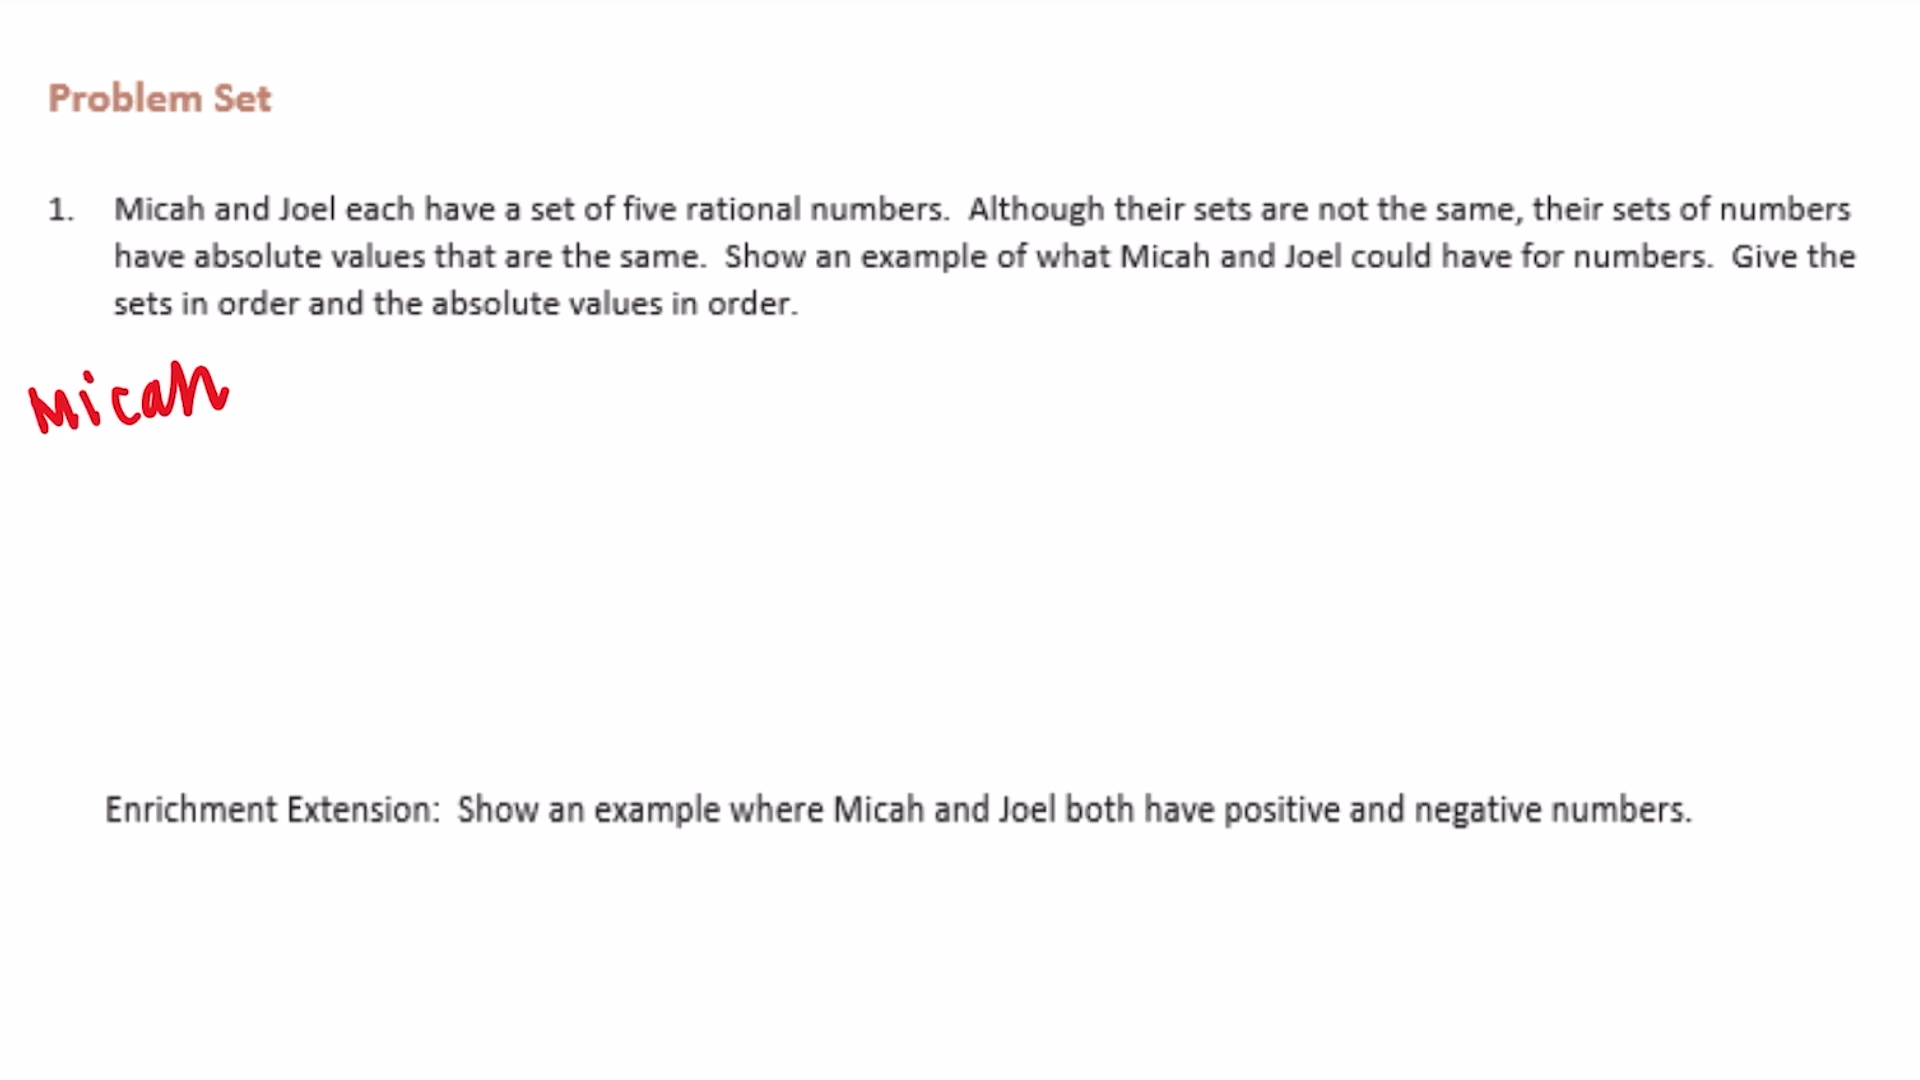 Problem Set
1. Micah and Joel each have a set of five rational numbers. Although their sets are not the same, their sets of numbers
have absolute values that are the same. Show an example of what Micah and Joel could have for numbers. Give the
sets in order and the absolute values in order.
Micah
Enrichment Extension: Show an example where Micah and Joel both have positive and negative numbers.